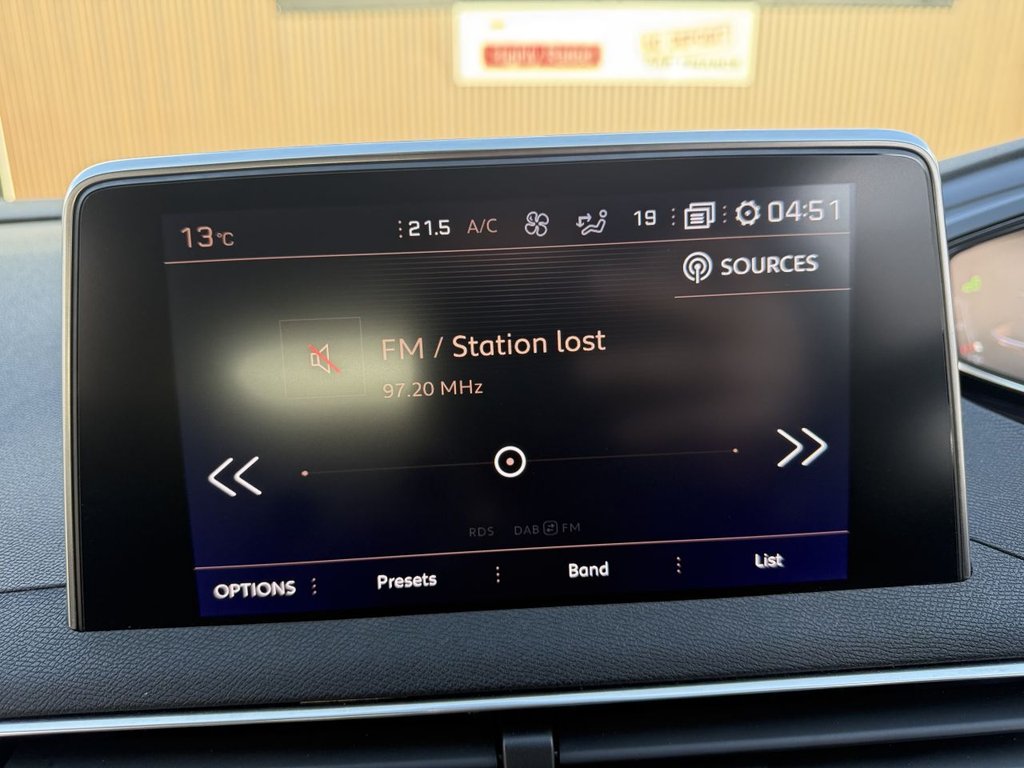 13°C 21.5 A/C 19 04:51
SOURCES
FM / Station lost
97.20 MHz
RDS DAB FM
OPTIONS Presets Band List